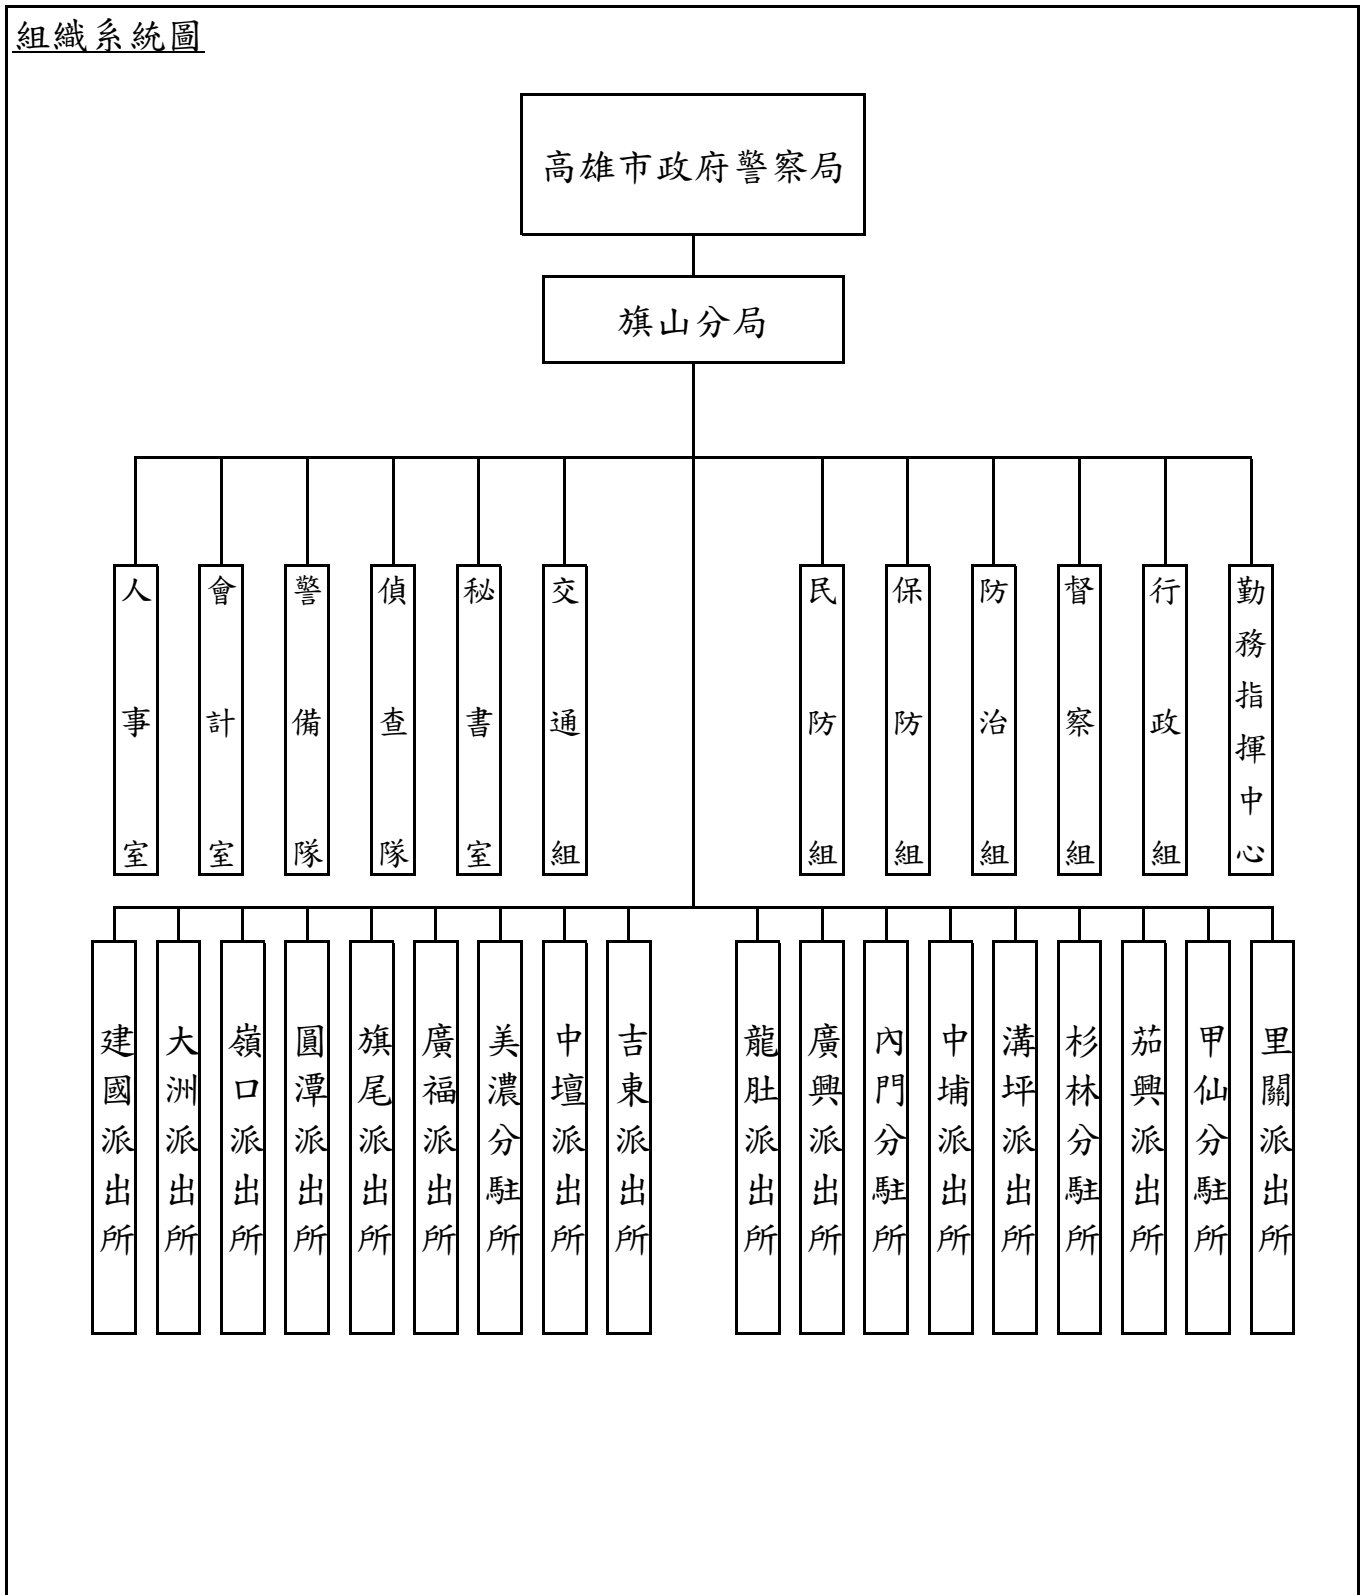 組織系統圖
高雄市政府警察局
旗山分局
人事室
會計室
警備隊
偵查隊
秘書室
交通組
民防組
保防組
防治組
督察組
行政組
勤務指揮中心
建國派出所
大洲派出所
嶺口派出所
圓潭派出所
旗尾派出所
廣福派出所
美濃分駐所
中壇派出所
吉東派出所
龍肚派出所
廣興派出所
內門分駐所
中埔派出所
溝坪派出所
杉林分駐所
茄興派出所
甲仙分駐所
里關派出所